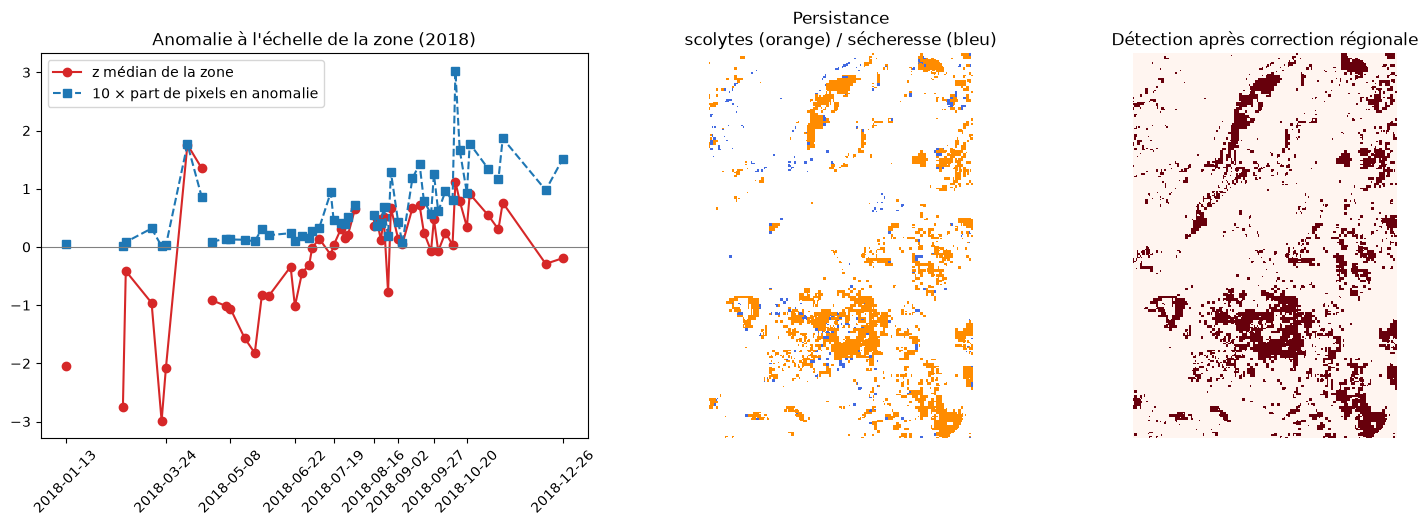 Anomalie à l'échelle de la zone (2018)
z médian de la zone
10 × part de pixels en anomalie
3
2
1
0
−1
−2
−3
2018-01-13
2018-03-24
2018-05-08
2018-06-22
2018-07-19
2018-08-16
2018-09-02
2018-09-27
2018-10-20
2018-12-26
Persistance
scolytes (orange) / sécheresse (bleu)
Détection après correction régionale